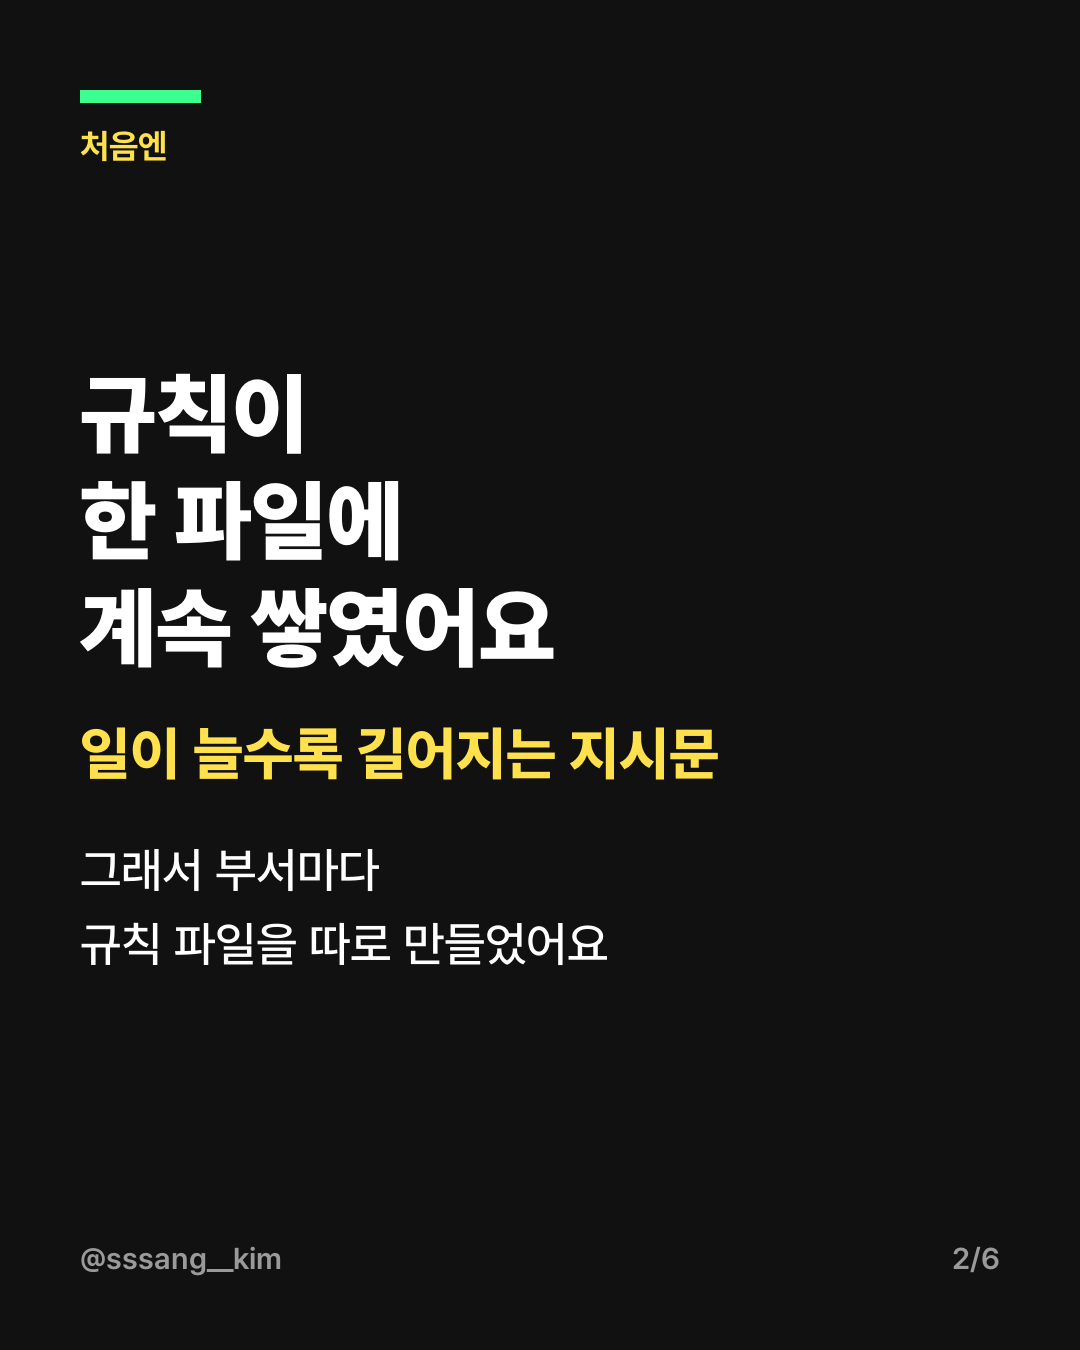 처음엔
규칙이
한 파일에
계속 쌓였어요
일이 늘수록 길어지는 지시문
그래서 부서마다
규칙 파일을 따로 만들었어요
@sssang__kim
2/6